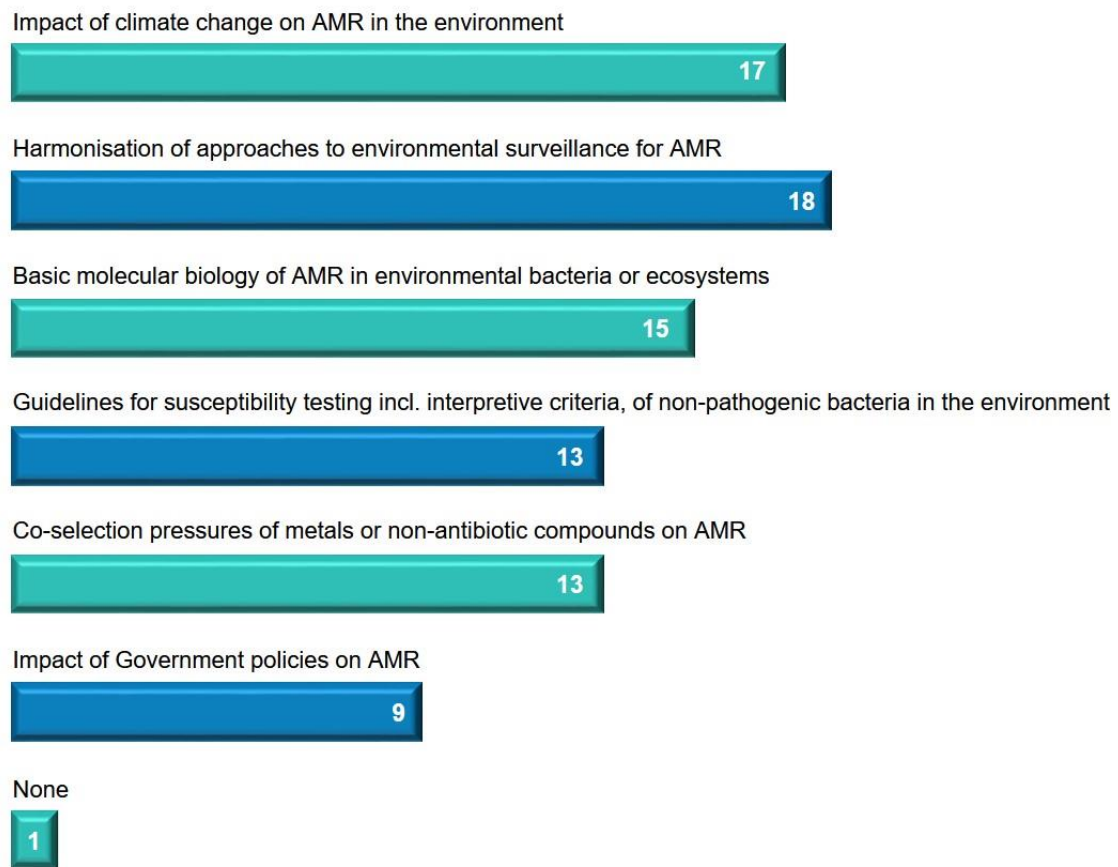 Impact of climate change on AMR in the environment
17
Harmonisation of approaches to environmental surveillance for AMR
18
Basic molecular biology of AMR in environmental bacteria or ecosystems
15
Guidelines for susceptibility testing incl. interpretive criteria, of non-pathogenic bacteria in the environment
13
Co-selection pressures of metals or non-antibiotic compounds on AMR
13
Impact of Government policies on AMR
9
None
1